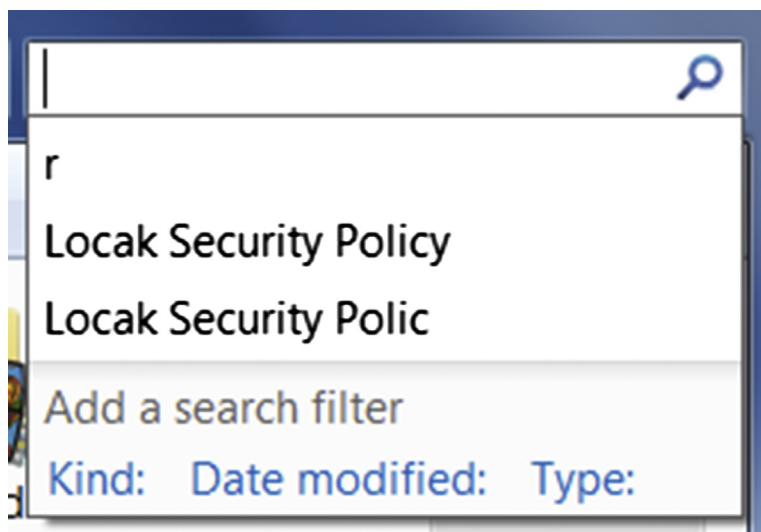 r
Locak Security Policy
Locak Security Polic
Add a search filter
Kind: Date modified: Type:
d